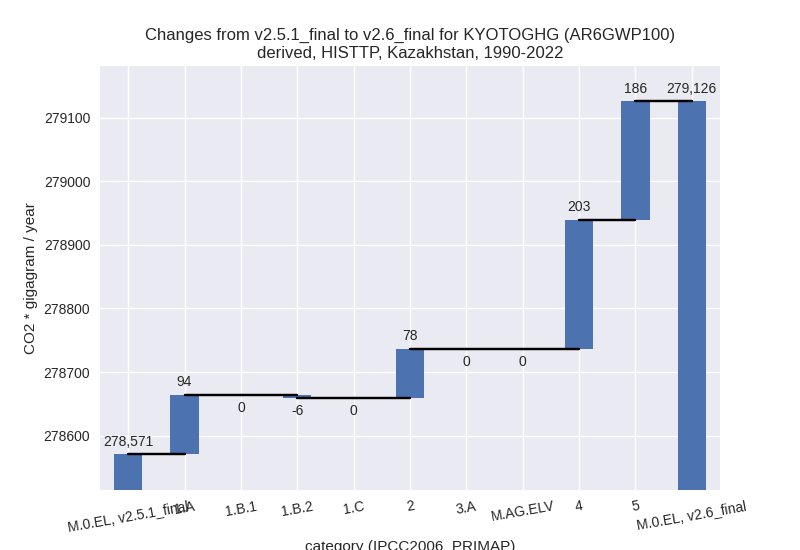 Changes from v2.5.1_final to v2.6_final for KYOTOGHG (AR6GWP100)
derived, HISTTP, Kazakhstan, 1990-2022
CO2 * gigagram / year
279100
279000
278900
278800
278700
278600
278,571
94
0
-6
0
78
0
0
203
186
279,126
M.0.EL, v2.5.1_final
1.A
1.B.1
1.B.2
1.C
2
3.A
M.AG.ELV
4
5
M.0.EL, v2.6_final
category (IPCC2006_PRIMAP)